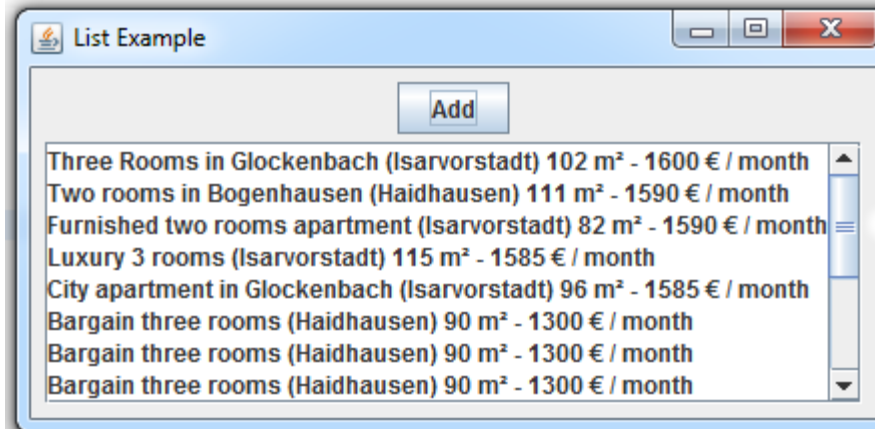 List Example
Add
Three Rooms in Glockenbach (Isarvorstadt) 102 m² - 1600 € / month
Two rooms in Bogenhausen (Haidhausen) 111 m² - 1590 € / month
Furnished two rooms apartment (Isarvorstadt) 82 m² - 1590 € / month
Luxury 3 rooms (Isarvorstadt) 115 m² - 1585 € / month
City apartment in Glockenbach (Isarvorstadt) 96 m² - 1585 € / month
Bargain three rooms (Haidhausen) 90 m² - 1300 € / month
Bargain three rooms (Haidhausen) 90 m² - 1300 € / month
Bargain three rooms (Haidhausen) 90 m² - 1300 € / month